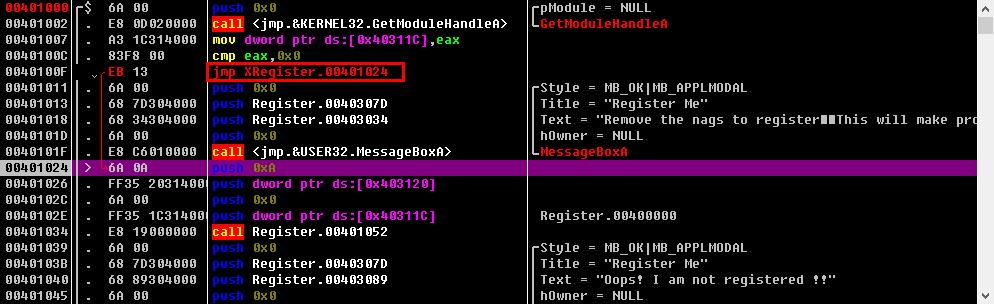 00401000 $ 6A 00 push 0x0 pModule = NULL
00401002 . E8 0D020000 call <jmp.&KERNEL32.GetModuleHandleA> GetModuleHandleA
00401007 . A3 1C314000 mov dword ptr ds:[0x40311C],eax
0040100C . 83F8 00 cmp eax,0x0
0040100F EB 13 jmp XRegister.00401024
00401011 . 6A 00 push 0x0 Style = MB_OK|MB_APPLMODAL
00401013 . 68 7D304000 push Register.0040307D Title = "Register Me"
00401018 . 68 34304000 push Register.00403034 Text = "Remove the nags to register This will make pro
0040101D . 6A 00 push 0x0 hOwner = NULL
0040101F . E8 C6010000 call <jmp.&USER32.MessageBoxA> MessageBoxA
00401024 > 6A 0A push 0xA
00401026 . FF35 20314000 push dword ptr ds:[0x403120]
0040102C . 6A 00 push 0x0
0040102E . FF35 1C314000 push dword ptr ds:[0x40311C] Register.00400000
00401034 . E8 19000000 call Register.00401052
00401039 . 6A 00 push 0x0 Style = MB_OK|MB_APPLMODAL
0040103B . 68 7D304000 push Register.0040307D Title = "Register Me"
00401040 . 68 89304000 push Register.00403089 Text = "Oops! I am not registered !!"
00401045 . 6A 00 push 0x0 hOwner = NULL